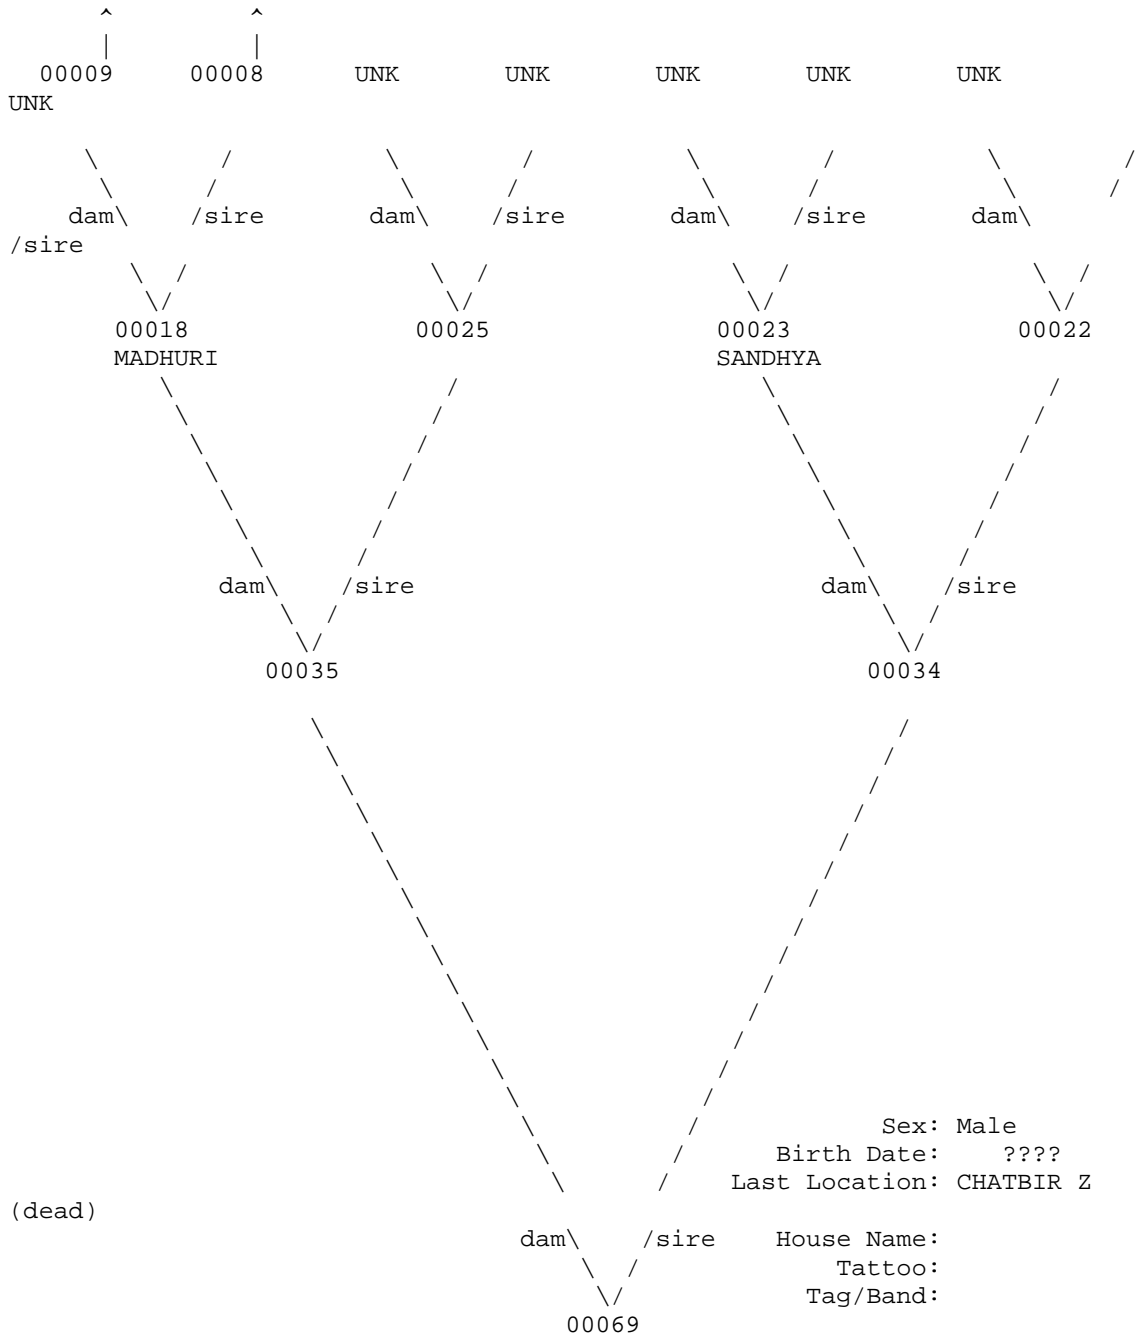 ^ ^
| |
00009 00008 UNK UNK UNK UNK UNK
UNK
\ / \ / \ / \ /
\ / \ / \ / \ /
dam\ /sire dam\ /sire dam\ /sire dam\
/sire
\ / \ / \ / \ /
\/ \/ \/ \/
00018 00025 00023 00022
MADHURI SANDHYA
dam\ /sire dam\ /sire
\/ \/
00035 00034
Sex: Male
Birth Date: ????
Last Location: CHATBIR Z
(dead)
dam\ /sire House Name:
\ / Tattoo:
\/ Tag/Band:
00069